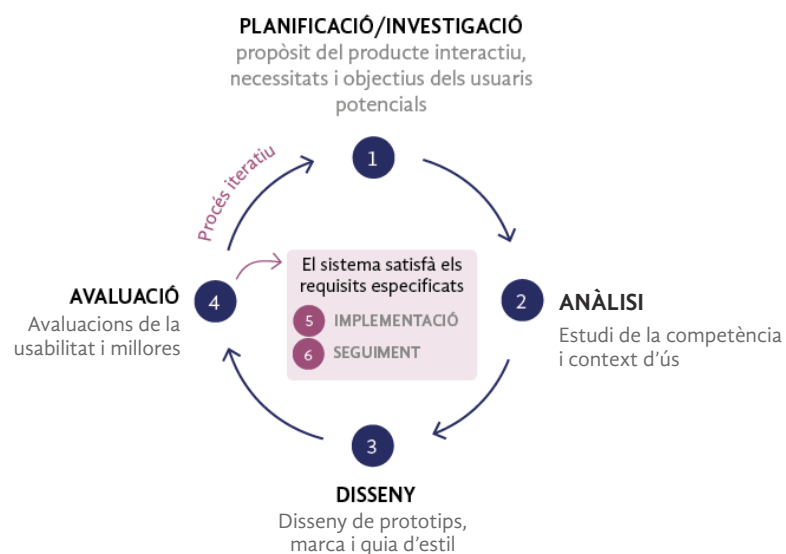 PLANIFICACIÓ/INVESTIGACIÓ
propòsit del producte interactiu,
necessitats i objectius dels usuaris
potencials
1
Procés iteratiu
2
ANÀLISI
Estudi de la competència
i context d'ús
3
DISSENY
Disseny de prototips,
marca i guia d'estil
4
AVALUACIÓ
Avaluacions de la
usabilitat i millores
El sistema satisfà els
requisits especificats
5 IMPLEMENTACIÓ
6 SEGUIMENT